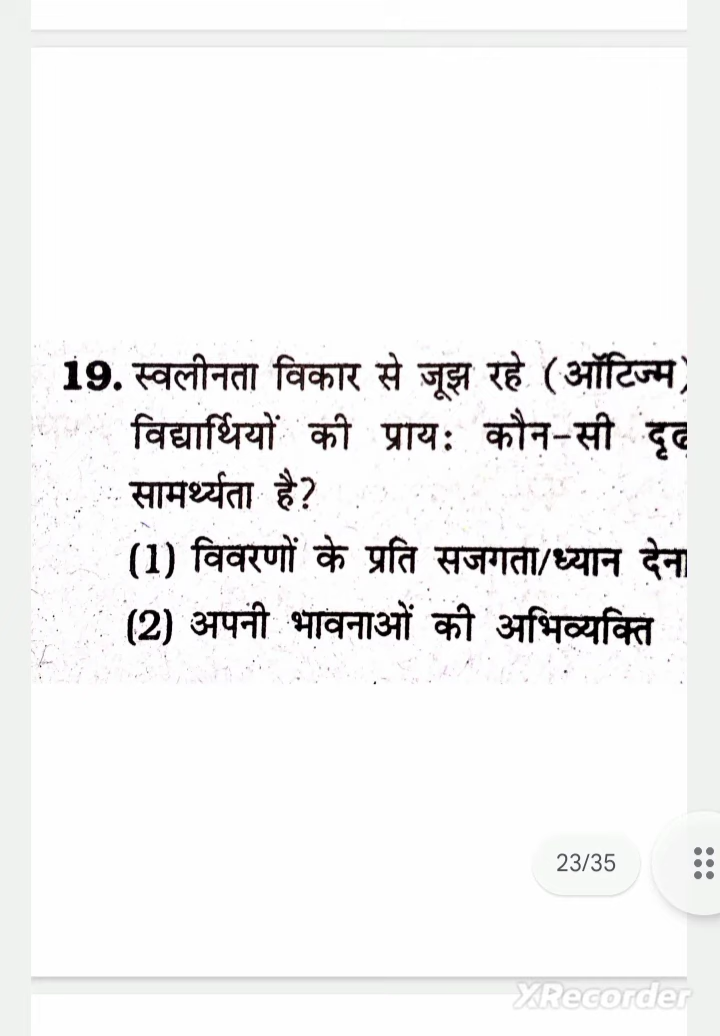 19. स्वलीनता विकार से जूझ रहे (ऑटिज्म)
विद्यार्थियों की प्राय: कौन-सी दृढ
सामर्थ्यता है?
(1) विवरणों के प्रति सजगता/ध्यान देना
(2) अपनी भावनाओं की अभिव्यक्ति
23/35
XRecorder